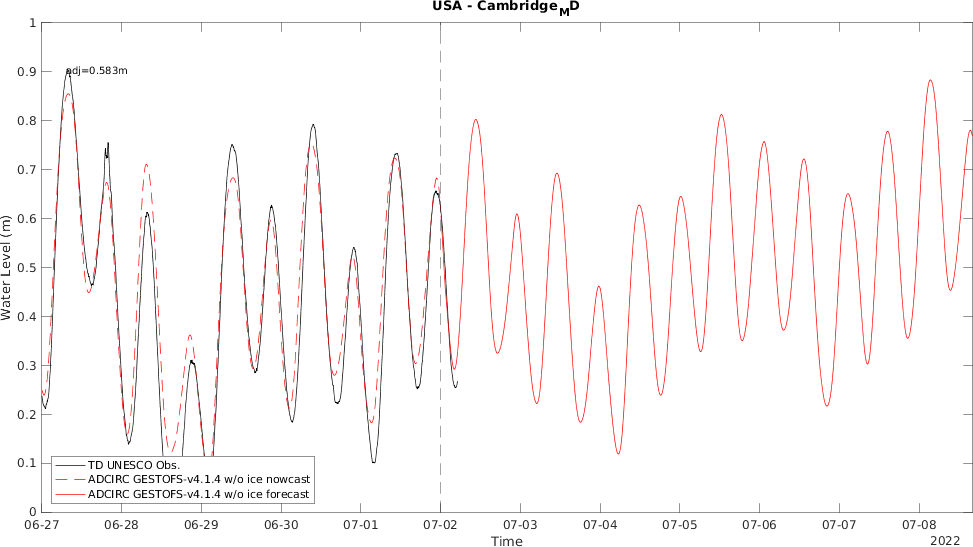 USA - Cambridge_MD
adj=0.583m
1
0.9
0.8
0.7
0.6
0.5
0.4
0.3
0.2
0.1
0
Water Level (m)
TD UNESCO Obs.
ADCIRC GESTOFS-v4.1.4 w/o ice nowcast
ADCIRC GESTOFS-v4.1.4 w/o ice forecast
06-27 06-28 06-29 06-30 07-01 07-02 07-03 07-04 07-05 07-06 07-07 07-08
Time
2022